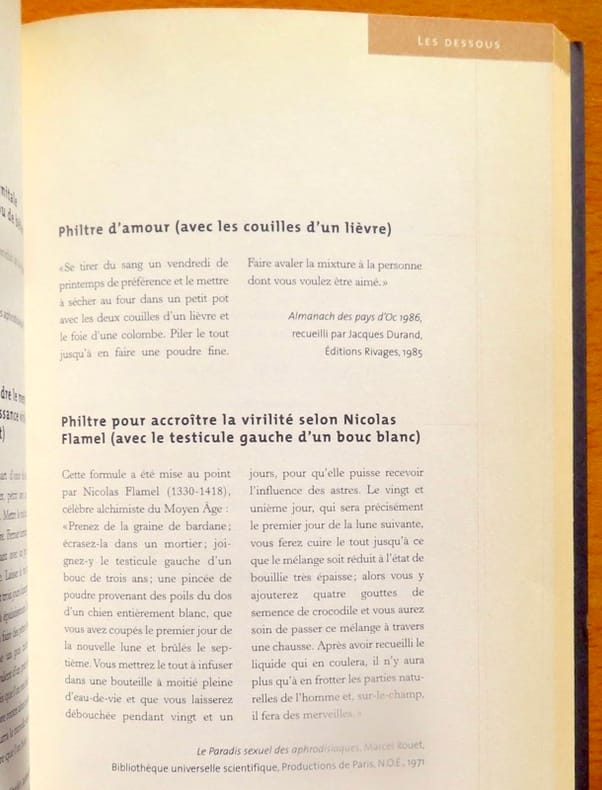 LES DESSOUS
Philtre d'amour (avec les couilles d'un lièvre)
«Se tirer du sang un vendredi de
printemps de préférence et le mettre
à sécher au four dans un petit pot
avec les deux couilles d'un lièvre et
le foie d'une colombe. Piler le tout
jusqu'à en faire une poudre fine.
Faire avaler la mixture à la personne
dont vous voulez être aimé.»
Almanach des pays d'Oc 1986,
recueilli par Jacques Durand,
Éditions Rivages, 1985
Philtre pour accroître la virilité selon Nicolas
Flamel (avec le testicule gauche d'un bouc blanc)
Cette formule a été mise au point
par Nicolas Flamel (1330-1418),
célèbre alchimiste du Moyen Âge :
«Prenez de la graine de bardane;
écrasez-la dans un mortier; joi-
gnez-y le testicule gauche d'un
bouc de trois ans; une pincée de
poudre provenant des poils du dos
d'un chien entièrement blanc, que
vous avez coupés le premier jour de
la nouvelle lune et brûlés le sep-
tième. Vous mettrez le tout à infuser
dans une bouteille à moitié pleine
d'eau-de-vie et que vous laisserez
débouchée pendant vingt et un
jours, pour qu'elle puisse recevoir
l'influence des astres. Le vingt et
unième jour, qui sera précisément
le premier jour de la lune suivante,
vous ferez cuire le tout jusqu'à ce
que le mélange soit réduit à l'état de
bouillie très épaisse; alors vous y
ajouterez quatre gouttes de
semence de crocodile et vous aurez
soin de passer ce mélange à travers
une chausse. Après avoir recueilli le
liquide qui en coulera, il n'y aura
plus qu'à en frotter les parties natu-
relles de l'homme et, sur-le-champ,
il fera des merveilles.»
Le Paradis sexuel des aphrodisiaques, Marcel Rouet,
Bibliothèque universelle scientifique, Productions de Paris, N.O.E., 1971